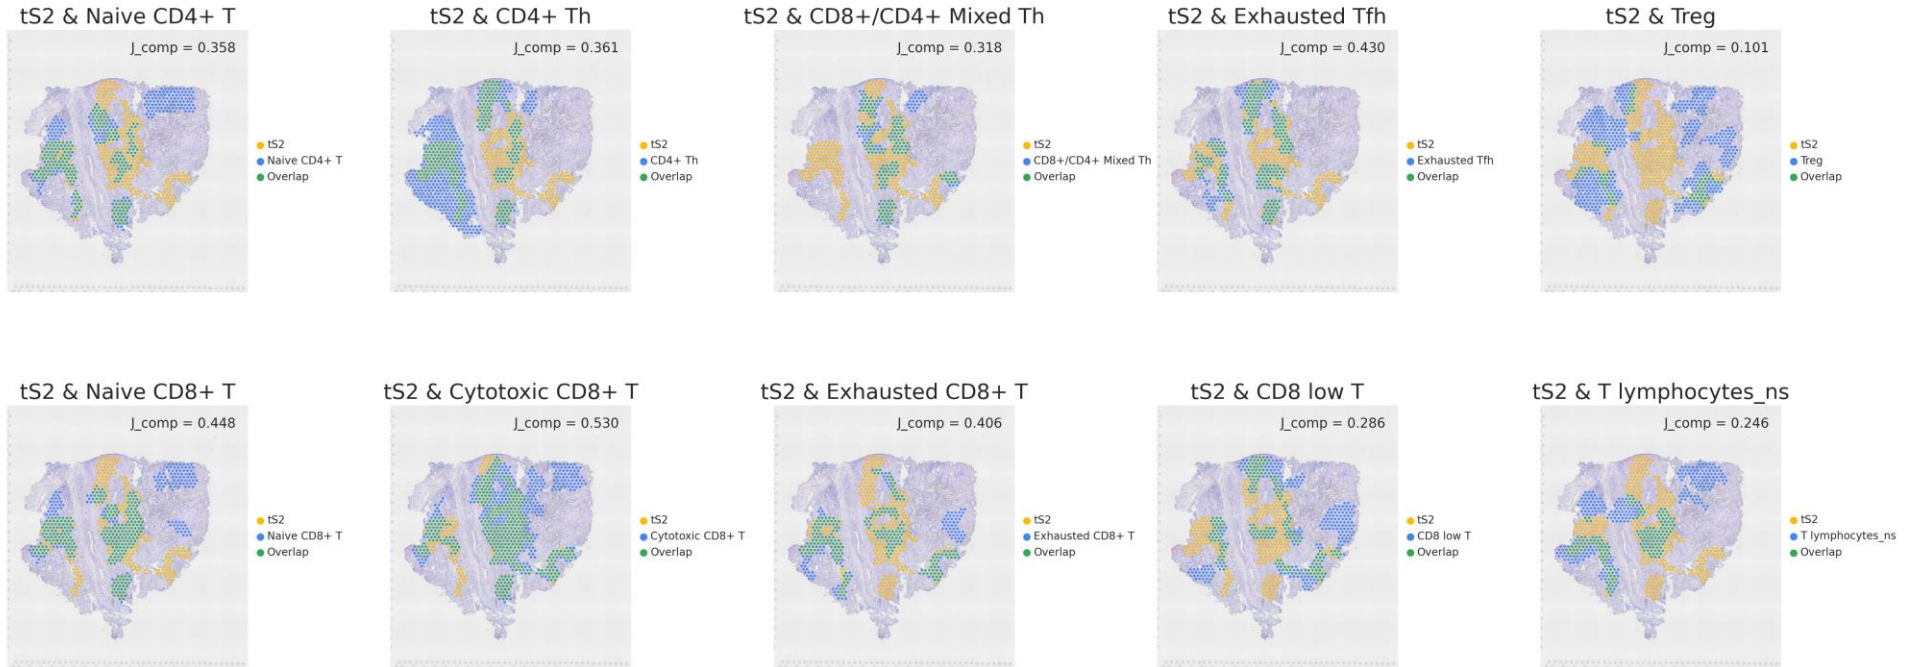 tS2 & Naive CD4+ T
J_comp = 0.358
tS2
Naive CD4+ T
Overlap
tS2 & CD4+ Th
J_comp = 0.361
tS2
CD4+ Th
Overlap
tS2 & CD8+/CD4+ Mixed Th
J_comp = 0.318
tS2
CD8+/CD4+ Mixed Th
Overlap
tS2 & Exhausted Tfh
J_comp = 0.430
tS2
Exhausted Tfh
Overlap
tS2 & Treg
J_comp = 0.101
tS2
Treg
Overlap
tS2 & Naive CD8+ T
J_comp = 0.448
tS2
Naive CD8+ T
Overlap
tS2 & Cytotoxic CD8+ T
J_comp = 0.530
tS2
Cytotoxic CD8+ T
Overlap
tS2 & Exhausted CD8+ T
J_comp = 0.406
tS2
Exhausted CD8+ T
Overlap
tS2 & CD8 low T
J_comp = 0.286
tS2
CD8 low T
Overlap
tS2 & T lymphocytes_ns
J_comp = 0.246
tS2
T lymphocytes_ns
Overlap